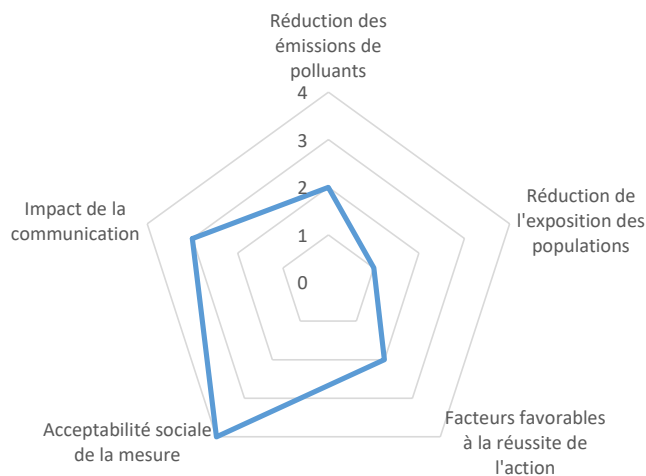 Réduction des
émissions de
polluants
4
3
2
1
0
Réduction de
l'exposition des
populations
Facteurs favorables
à la réussite de
l'action
Acceptabilité sociale
de la mesure
Impact de la
communication